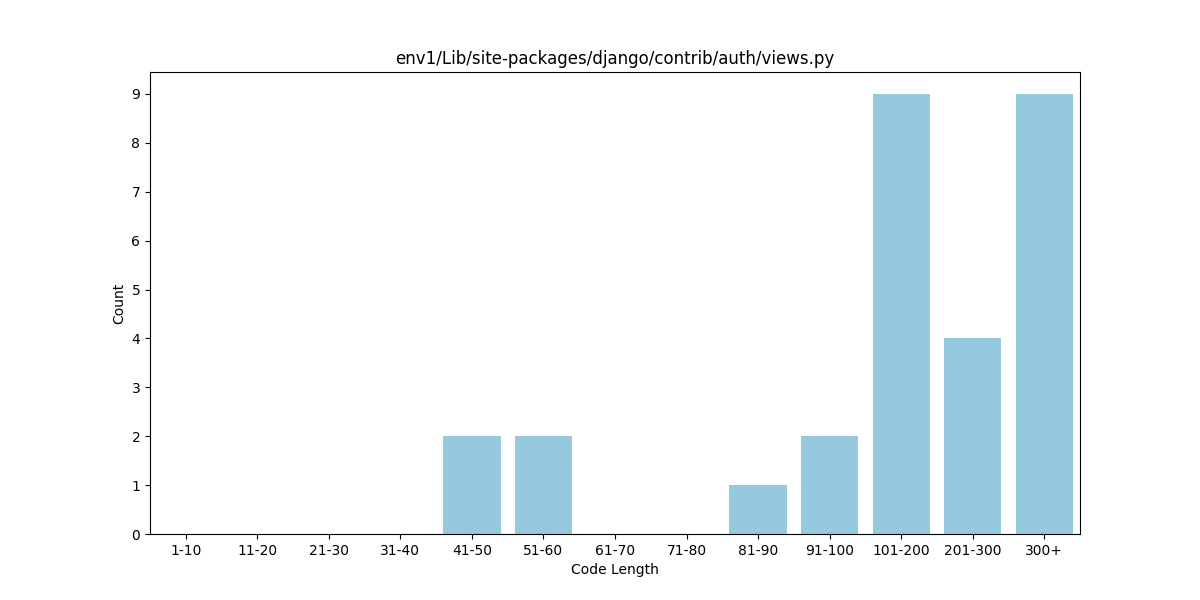 env1/Lib/site-packages/django/contrib/auth/views.py
9
8
7
6
5
4
3
2
1
0
Count
1-10 11-20 21-30 31-40 41-50 51-60 61-70 71-80 81-90 91-100 101-200 201-300 300+
Code Length